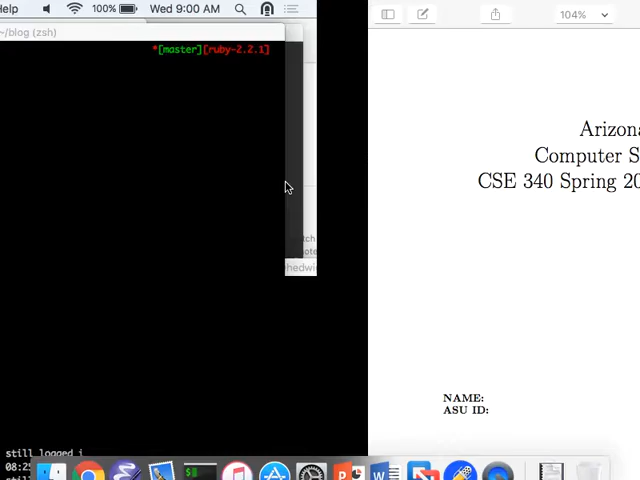 Help
100%
Wed 9:00 AM
~/blog (zsh)
*[master][ruby-2.2.1]
104%
Arizona
Computer S
CSE 340 Spring 20
NAME:
ASU ID:
still logged i
08:25